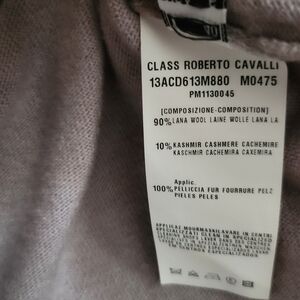 CLASS ROBERTO CAVALLI
13ACD613M880 M0475
PM1130045
[COMPOSIZIONE-COMPOSITION]
90% LANA WOOL LAINE WOLLE LANA LA
10% KASHMIR CASHMERE CACHEMIRE
KASCHMIR CACHEMIRA CAXEMIRA
Applic.
100% PELLICCIA FUR FOURRURE PELZ
PIELES PELES